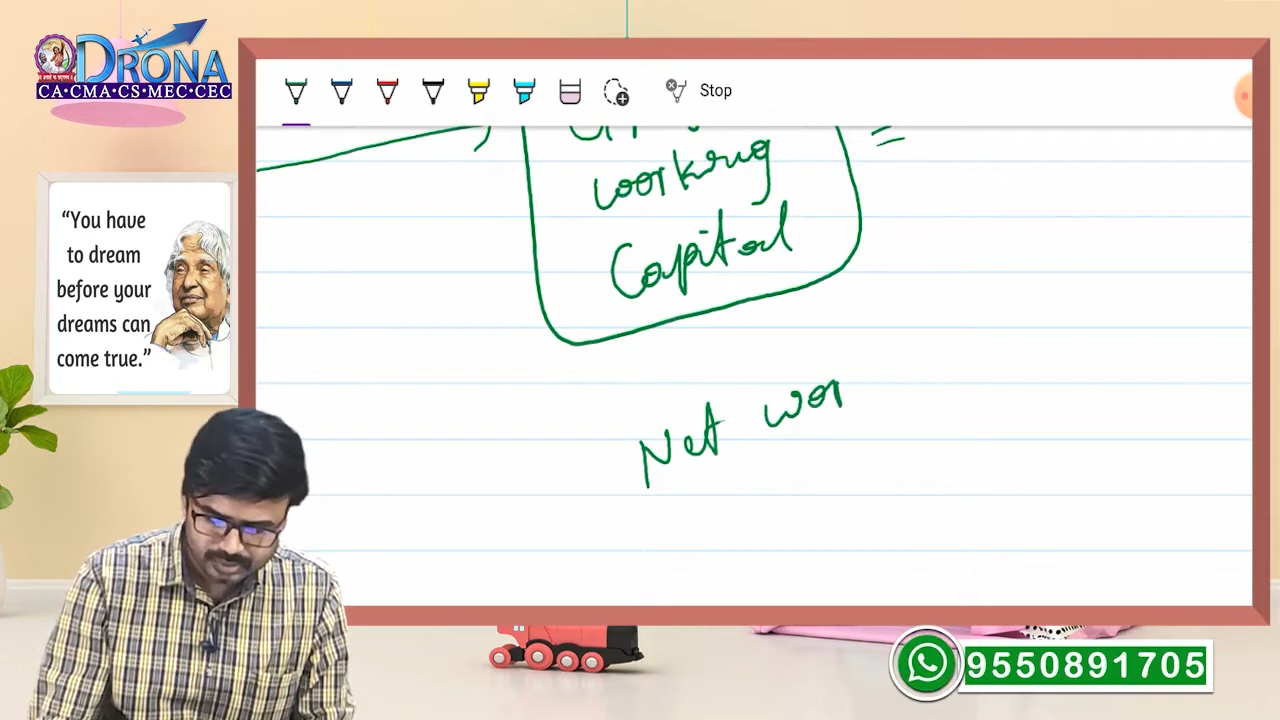 DRONA
CA•CMA•CS•MEC•CEC
Stop
“You have
to dream
before your
dreams can
come true.”
working
Capital
Net wor
9550891705